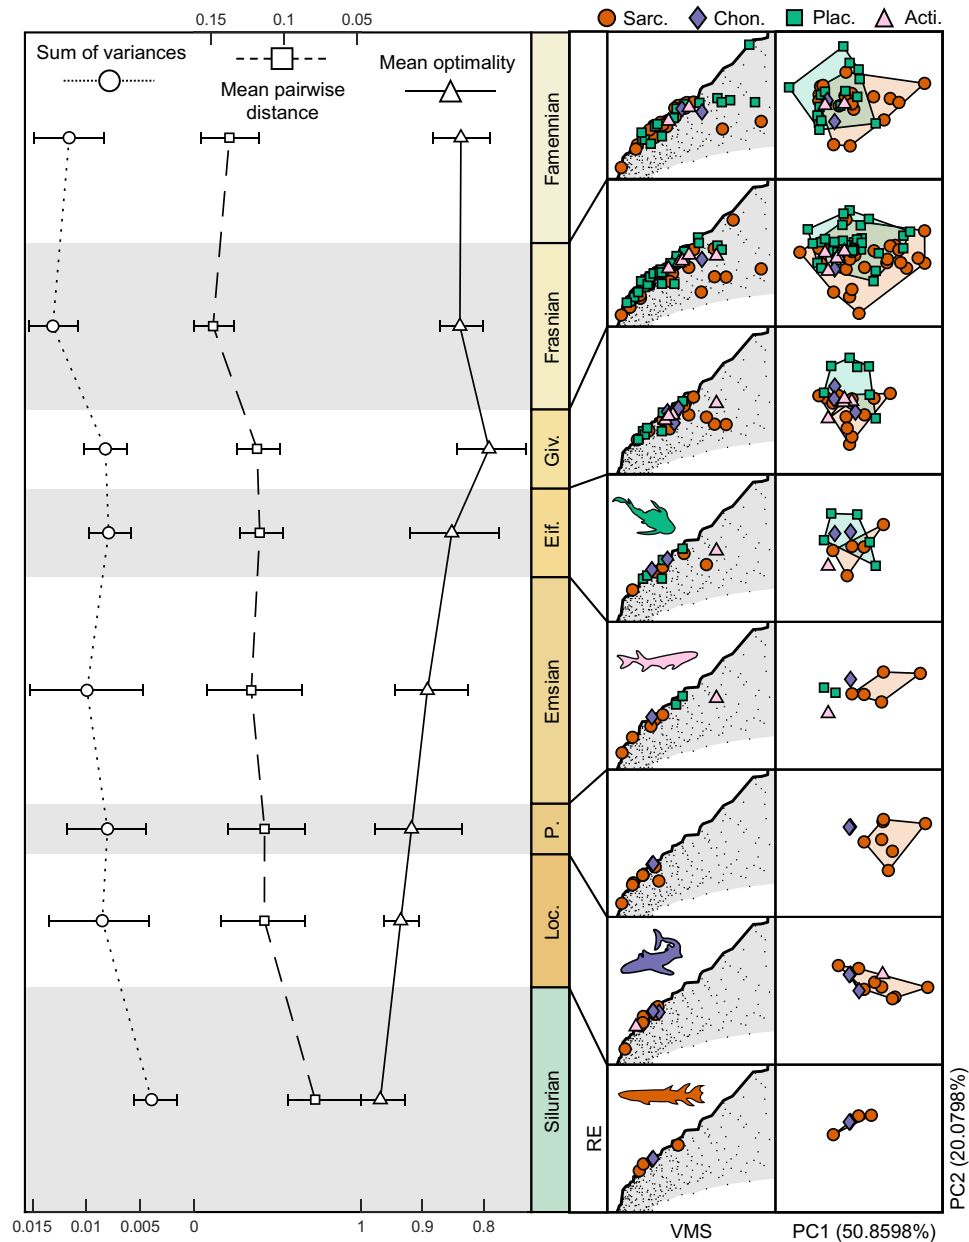 0.15 0.1 0.05
Sarc. Chon. Plac. Acti.
Sum of variances
Mean pairwise
distance
Mean optimality
Famennian
Frasnian
Giv.
Eif.
Emsian
P.
Loc.
Silurian
RE
PC2 (20.0798%)
0.015 0.01 0.005 0 1 0.9 0.8
VMS PC1 (50.8598%)